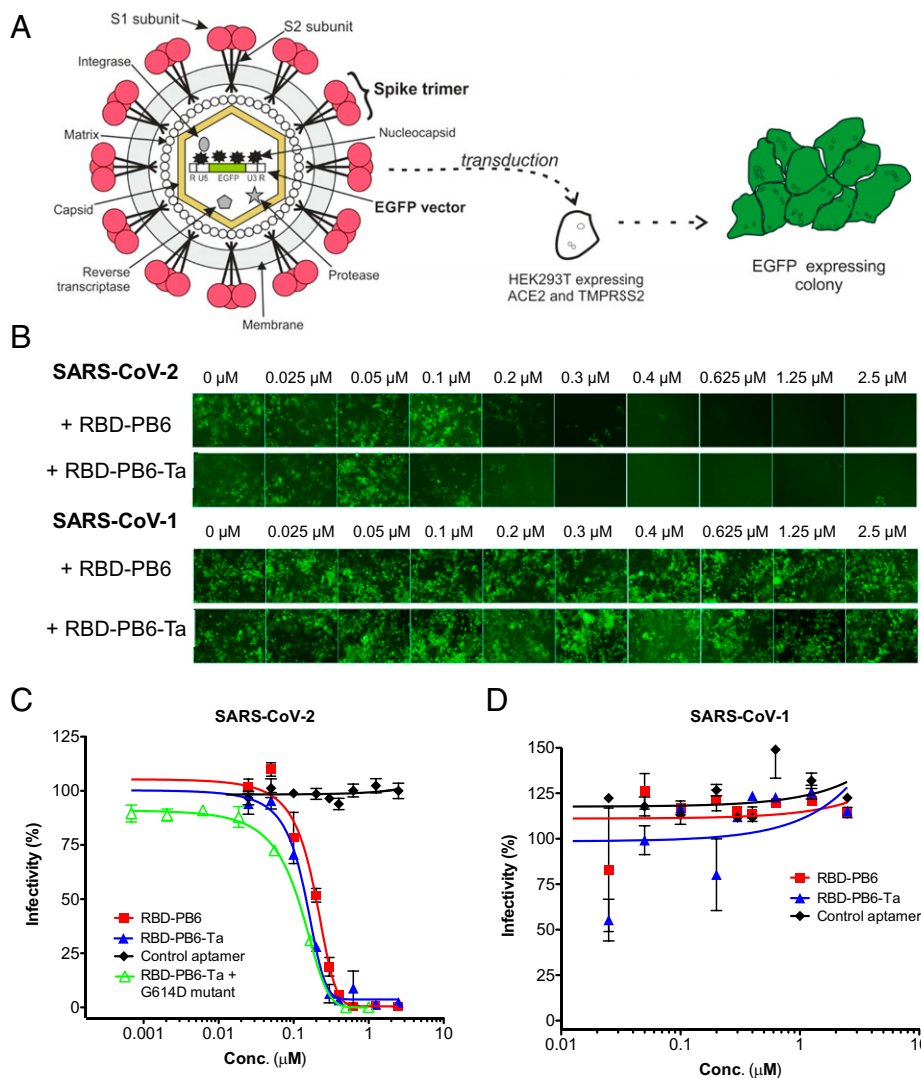 A
S1 subunit
S2 subunit
Integrase
Spike trimer
Matrix
Nucleocapsid
transduction
R U5 EGFP U3 R
Capsid
EGFP vector
Reverse
transcriptase
Protease
Membrane
HEK293T expressing
ACE2 and TMPRSS2
EGFP expressing
colony
B
SARS-CoV-2
0 µM 0.025 µM 0.05 µM 0.1 µM 0.2 µM 0.3 µM 0.4 µM 0.625 µM 1.25 µM 2.5 µM
+ RBD-PB6
+ RBD-PB6-Ta
SARS-CoV-1
0 µM 0.025 µM 0.05 µM 0.1 µM 0.2 µM 0.3 µM 0.4 µM 0.625 µM 1.25 µM 2.5 µM
+ RBD-PB6
+ RBD-PB6-Ta
C
SARS-CoV-2
125
100
75
50
25
0
Infectivity (%)
RBD-PB6
RBD-PB6-Ta
Control aptamer
RBD-PB6-Ta +
G614D mutant
0.001 0.01 0.1 1 10
Conc. (µM)
D
SARS-CoV-1
150
125
100
75
50
25
0
Infectivity (%)
RBD-PB6
RBD-PB6-Ta
Control aptamer
0.01 0.1 1 10
Conc. (µM)